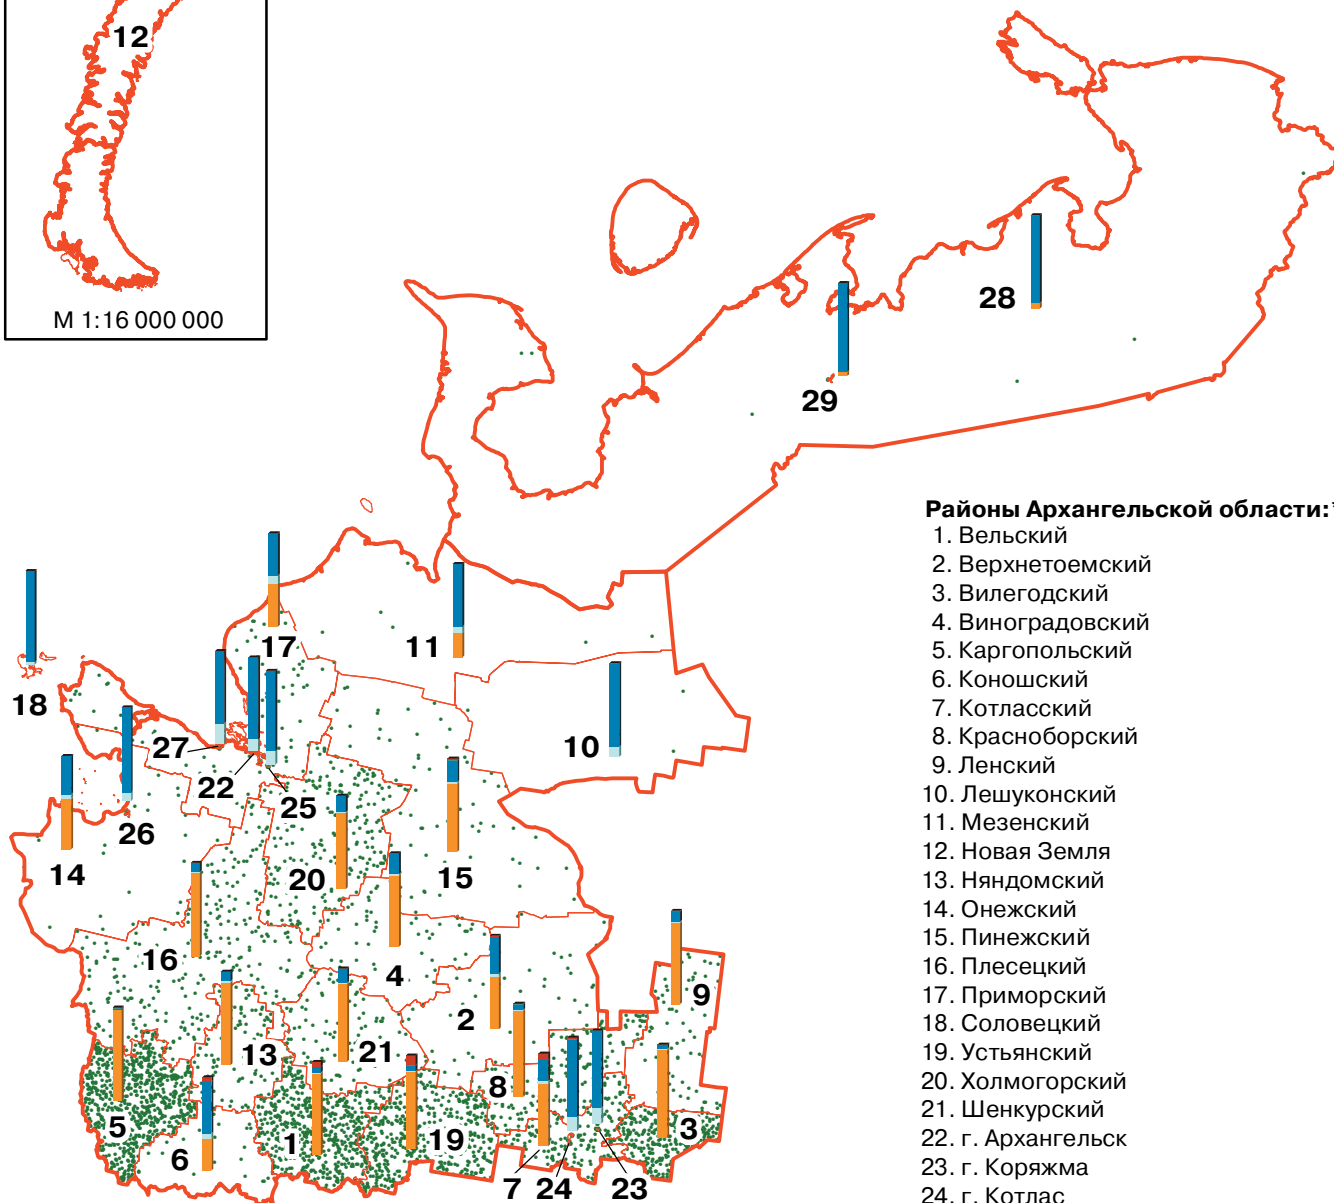 12
М 1:16 000 000
28
29
Районы Архангельской области:*
1. Вельский
2. Верхнетоемский
3. Вилегодский
4. Виноградовский
5. Каргопольский
6. Коношский
7. Котласский
8. Красноборский
9. Ленский
10. Лешуконский
11. Мезенский
12. Новая Земля
13. Няндомский
14. Онежский
15. Пинежский
16. Плесецкий
17. Приморский
18. Соловецкий
19. Устьянский
20. Холмогорский
21. Шенкурский
22. г. Архангельск
23. г. Коряжма
24. г. Котлас
17
11
18
27
10
22
25
26
14
20
15
16
4
9
2
13
21
8
5
1
19
3
6
7
24
23